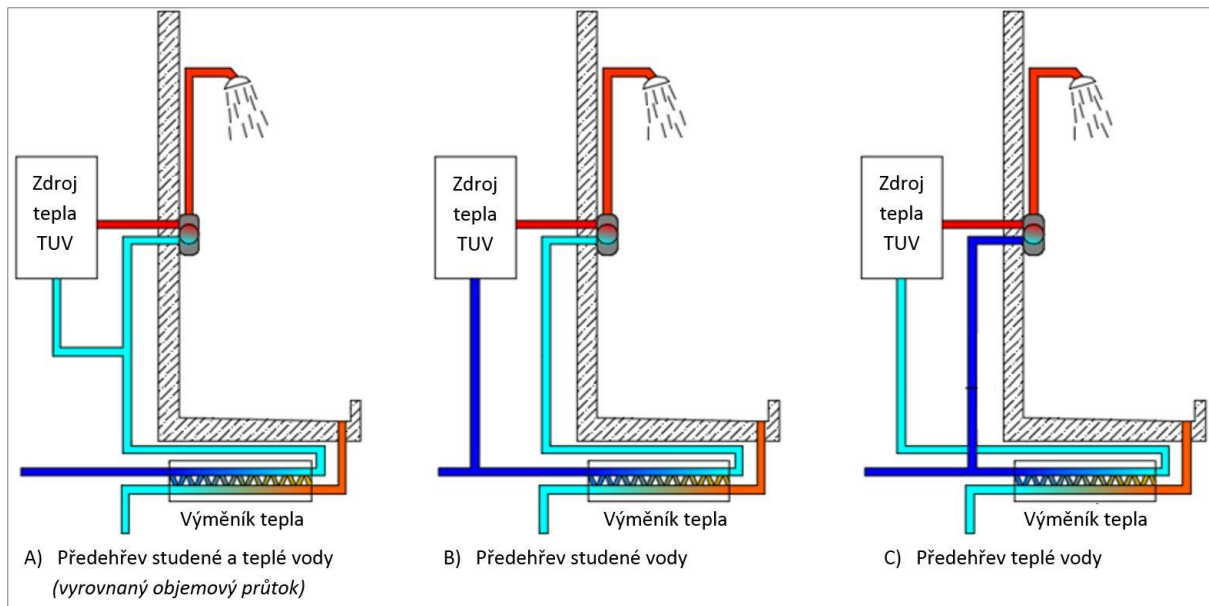 Zdroj
tepla
TUV
Výměník tepla
A) Předehřev studené a teplé vody
(vyrovnaný objemový průtok)
Zdroj
tepla
TUV
Výměník tepla
B) Předehřev studené vody
Zdroj
tepla
TUV
Výměník tepla
C) Předehřev teplé vody